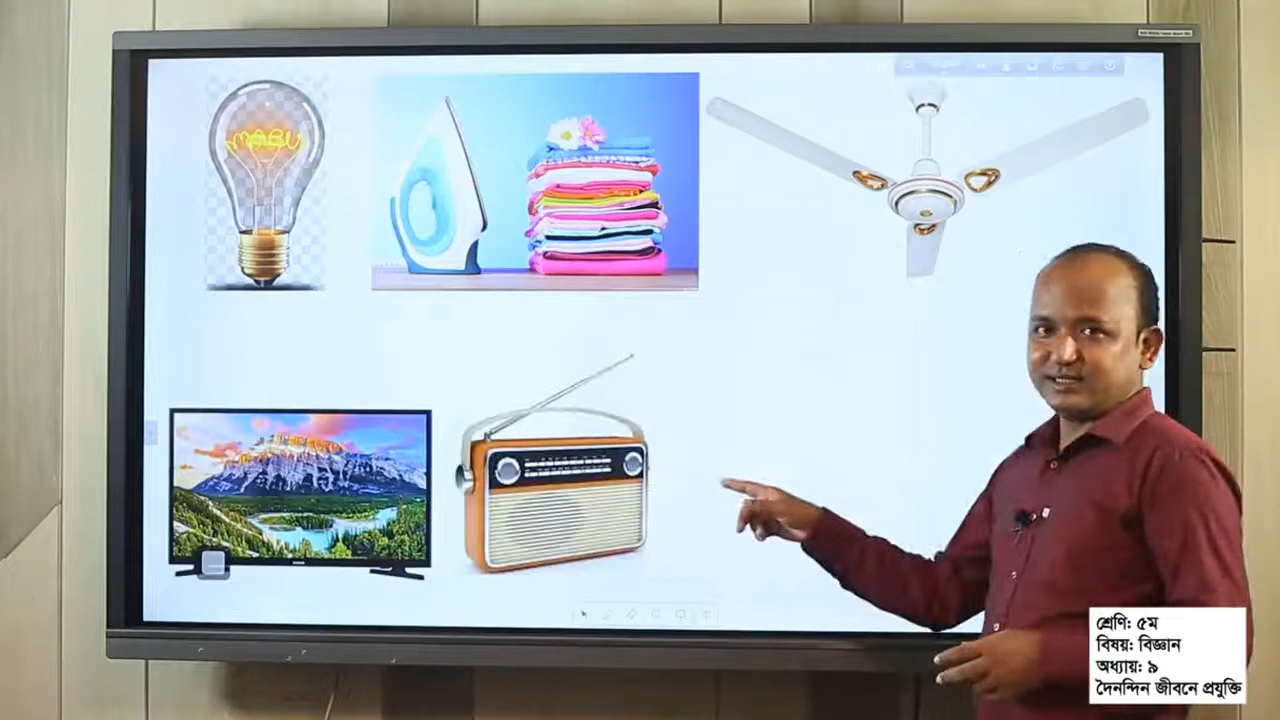 শ্রেণি: ৫ম
বিষয়: বিজ্ঞান
অধ্যায়: ৯
দৈনন্দিন জীবনে প্রযুক্তি